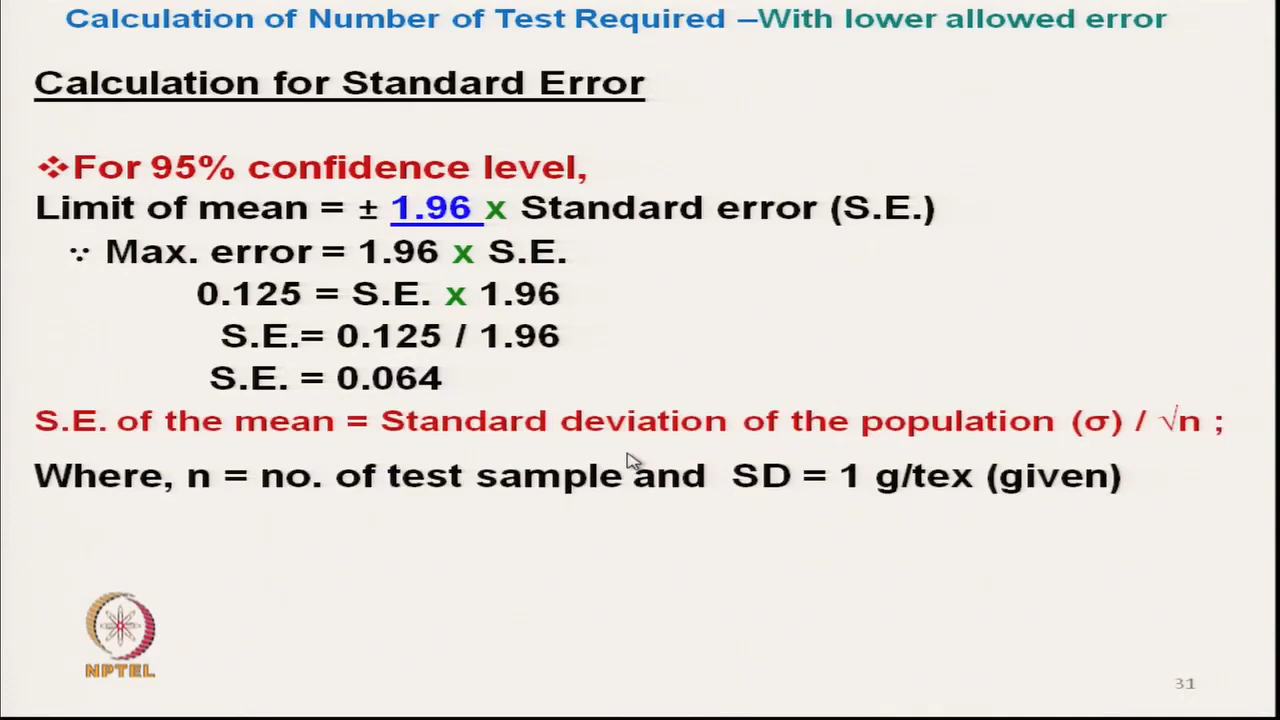 Calculation of Number of Test Required –With lower allowed error
Calculation for Standard Error
❖For 95% confidence level,
Limit of mean = ± 1.96 x Standard error (S.E.)
∵ Max. error = 1.96 x S.E.
0.125 = S.E. x 1.96
S.E.= 0.125 / 1.96
S.E. = 0.064
S.E. of the mean = Standard deviation of the population (σ) / √n ;
Where, n = no. of test sample and SD = 1 g/tex (given)
NPTEL
31